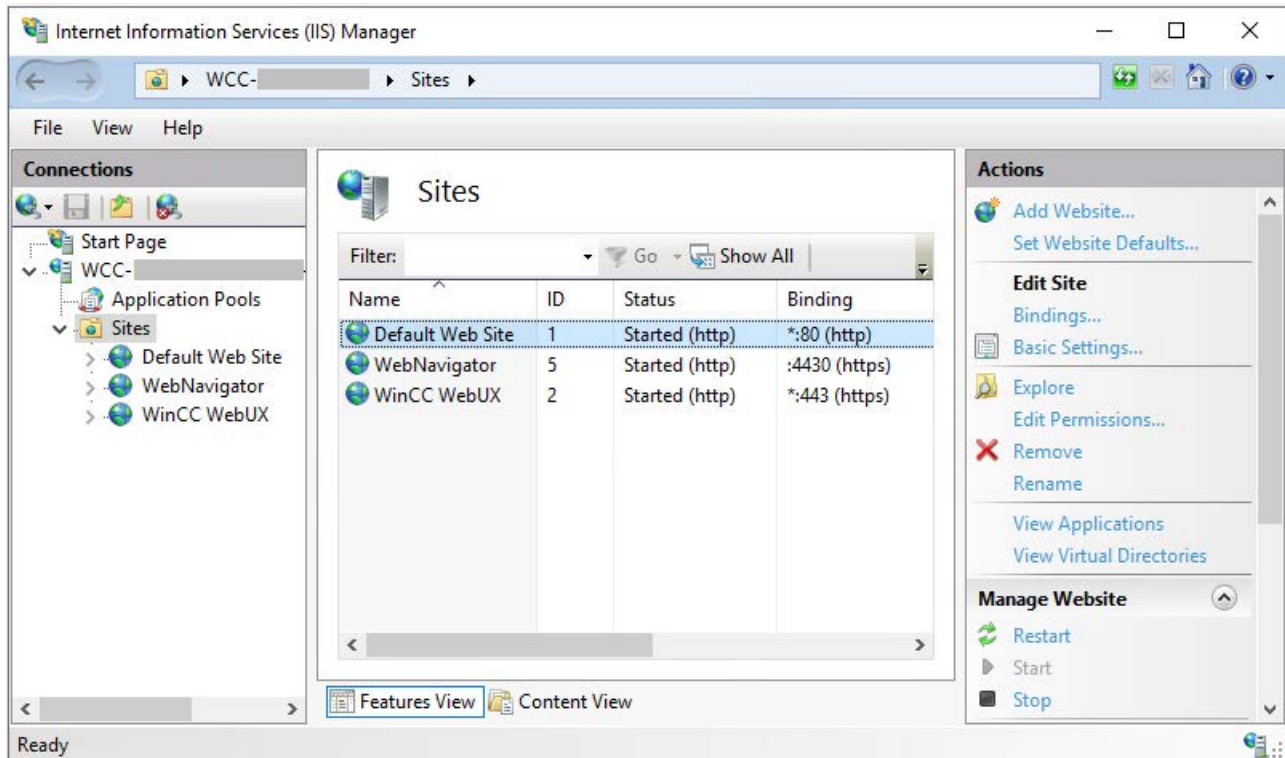 Internet Information Services (IIS) Manager
WCC- Sites
File View Help
Connections
Start Page
WCC-
Application Pools
Sites
Default Web Site
WebNavigator
WinCC WebUX
Sites
Filter: Go Show All
Name ID Status Binding
Default Web Site 1 Started (http) *:80 (http)
WebNavigator 5 Started (http) :4430 (https)
WinCC WebUX 2 Started (http) *:443 (https)
Features View Content View
Actions
Add Website...
Set Website Defaults...
Edit Site
Bindings...
Basic Settings...
Explore
Edit Permissions...
Remove
Rename
View Applications
View Virtual Directories
Manage Website
Restart
Start
Stop
Ready